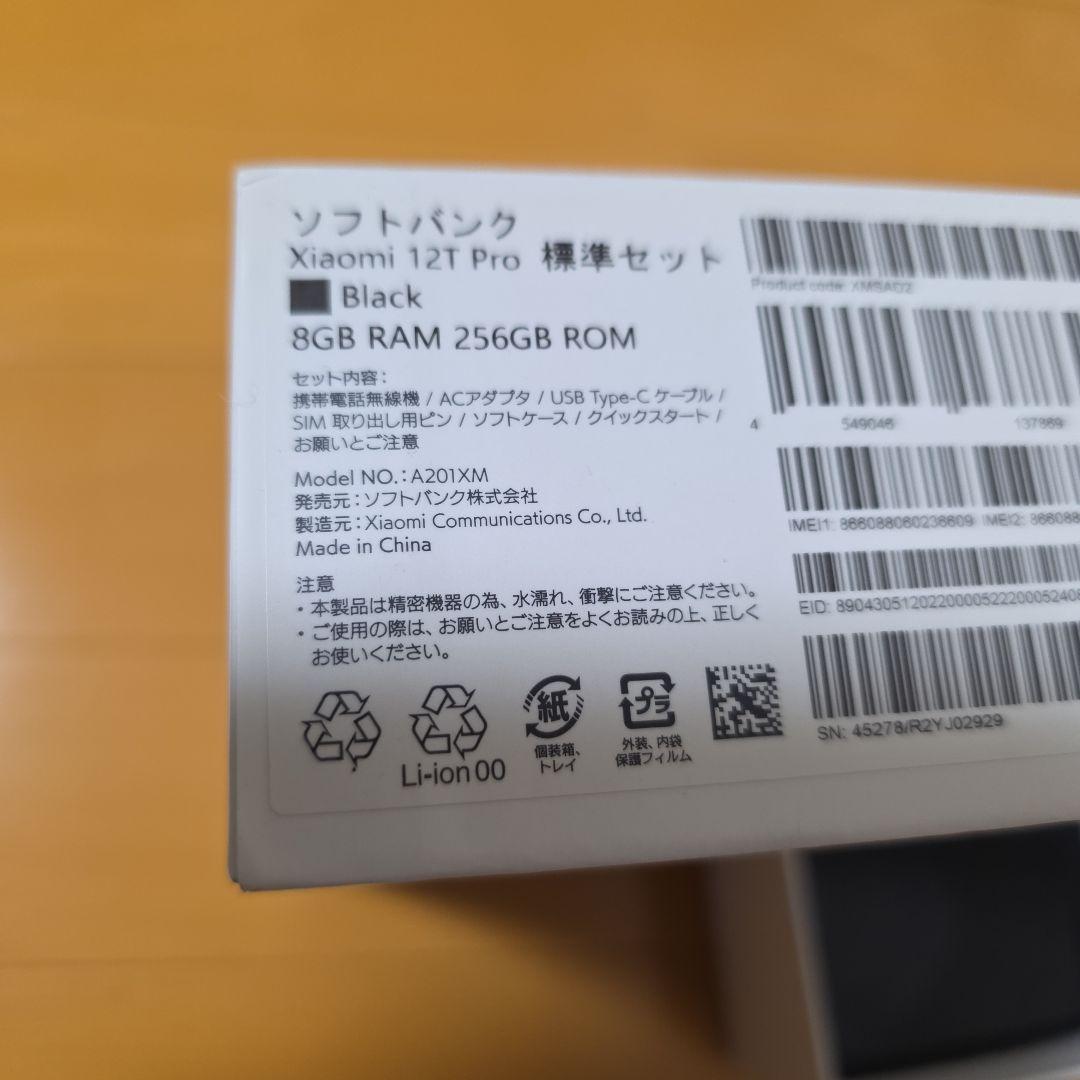 ソフトバンク
Xiaomi 12T Pro 標準セット
Black
8GB RAM 256GB ROM
セット内容：
携帯電話無線機 / ACアダプタ / USB Type-C ケーブル /
SIM 取り出し用ピン / ソフトケース / クイックスタート /
お願いとご注意
Model NO.：A201XM
発売元：ソフトバンク株式会社
製造元：Xiaomi Communications Co., Ltd.
Made in China
注意
・本製品は精密機器の為、水濡れ、衝撃にご注意ください。
・ご使用の際は、お願いとご注意をよくお読みの上、正しく
お使いください。
Li-ion 00
紙
個装箱、
トレイ
プラ
外装、内袋
保護フィルム
Product code: XMSAD2
4 549046 137869
IMEI1: 866088060236609 IMEI2: 866088
EID: 8904305120220000522200052408
SN: 45278/R2YJ02929